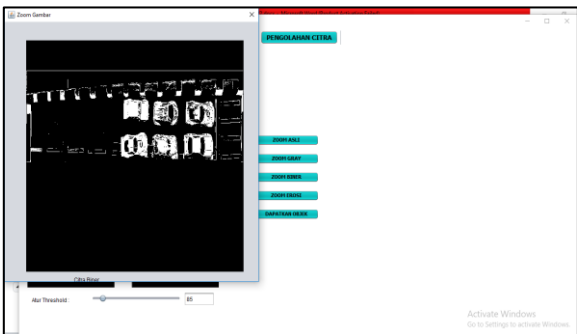 Zoom Gambar
PENGOLAHAN CITRA
ZOOM ASLI
ZOOM GRAY
ZOOM BINER
ZOOM EROSI
DAPATKAN OBJEK
Citra Biner
Atur Threshold :
85
Activate Windows
Go to Settings to activate Windows.